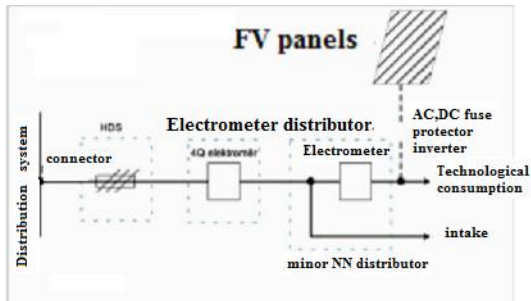 FV panels
HDS
Electrometer distributor.
AC,DC fuse
protector
inverter
connector
4Q elektroměr
Electrometer
Technological
consumption
Distribution system
intake
minor NN distributor